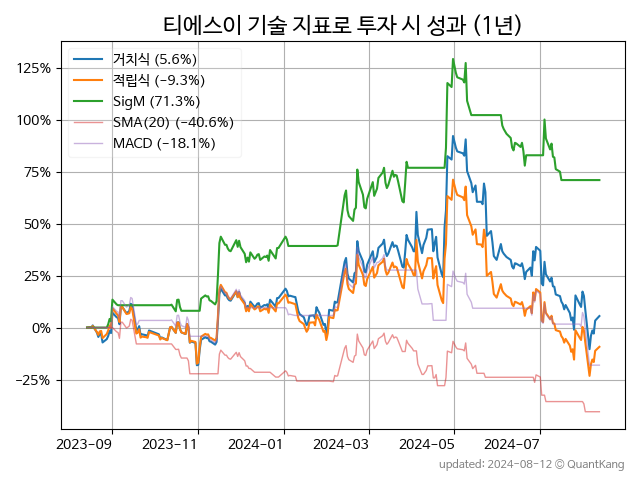 티에스이 기술 지표로 투자 시 성과 (1년)
125%
100%
75%
50%
25%
0%
−25%
거치식 (5.6%)
적립식 (−9.3%)
SigM (71.3%)
SMA(20) (−40.6%)
MACD (−18.1%)
2023-09 2023-11 2024-01 2024-03 2024-05 2024-07
updated: 2024-08-12 © QuantKang